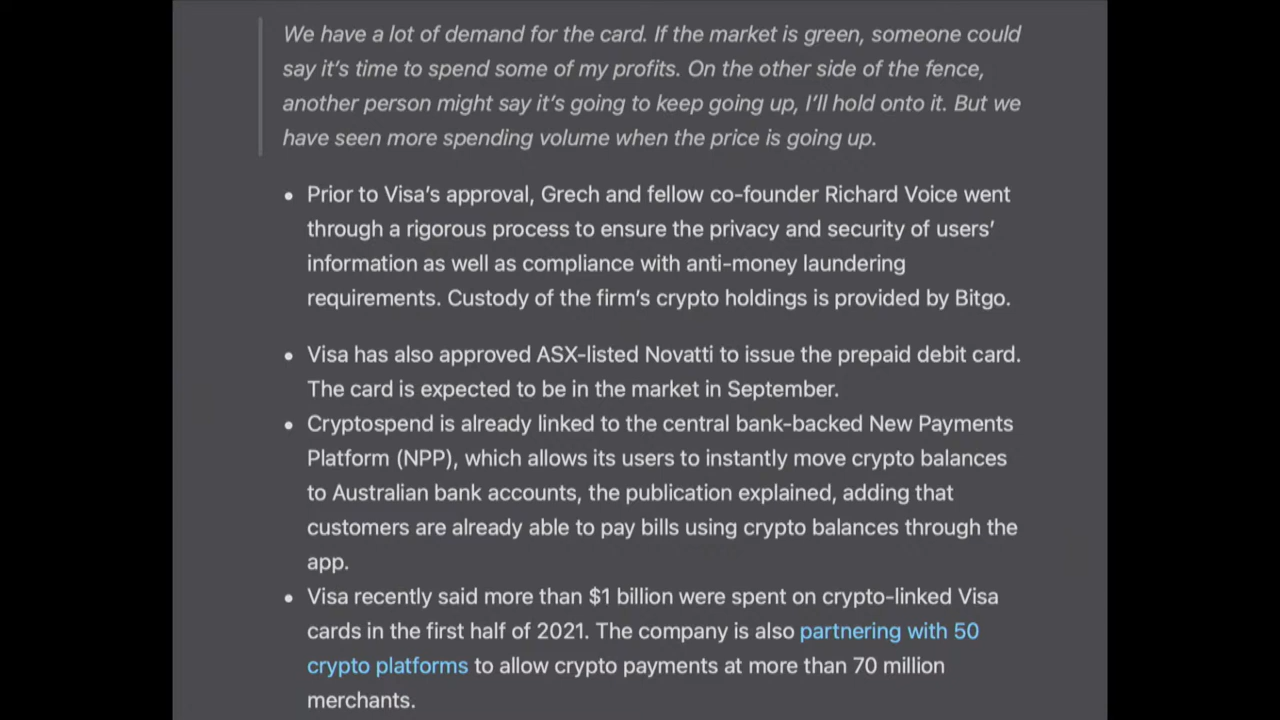 We have a lot of demand for the card. If the market is green, someone could
say it's time to spend some of my profits. On the other side of the fence,
another person might say it's going to keep going up, I'll hold onto it. But we
have seen more spending volume when the price is going up.
• Prior to Visa's approval, Grech and fellow co-founder Richard Voice went
through a rigorous process to ensure the privacy and security of users'
information as well as compliance with anti-money laundering
requirements. Custody of the firm's crypto holdings is provided by Bitgo.
• Visa has also approved ASX-listed Novatti to issue the prepaid debit card.
The card is expected to be in the market in September.
• Cryptospend is already linked to the central bank-backed New Payments
Platform (NPP), which allows its users to instantly move crypto balances
to Australian bank accounts, the publication explained, adding that
customers are already able to pay bills using crypto balances through the
app.
• Visa recently said more than $1 billion were spent on crypto-linked Visa
cards in the first half of 2021. The company is also partnering with 50
crypto platforms to allow crypto payments at more than 70 million
merchants.